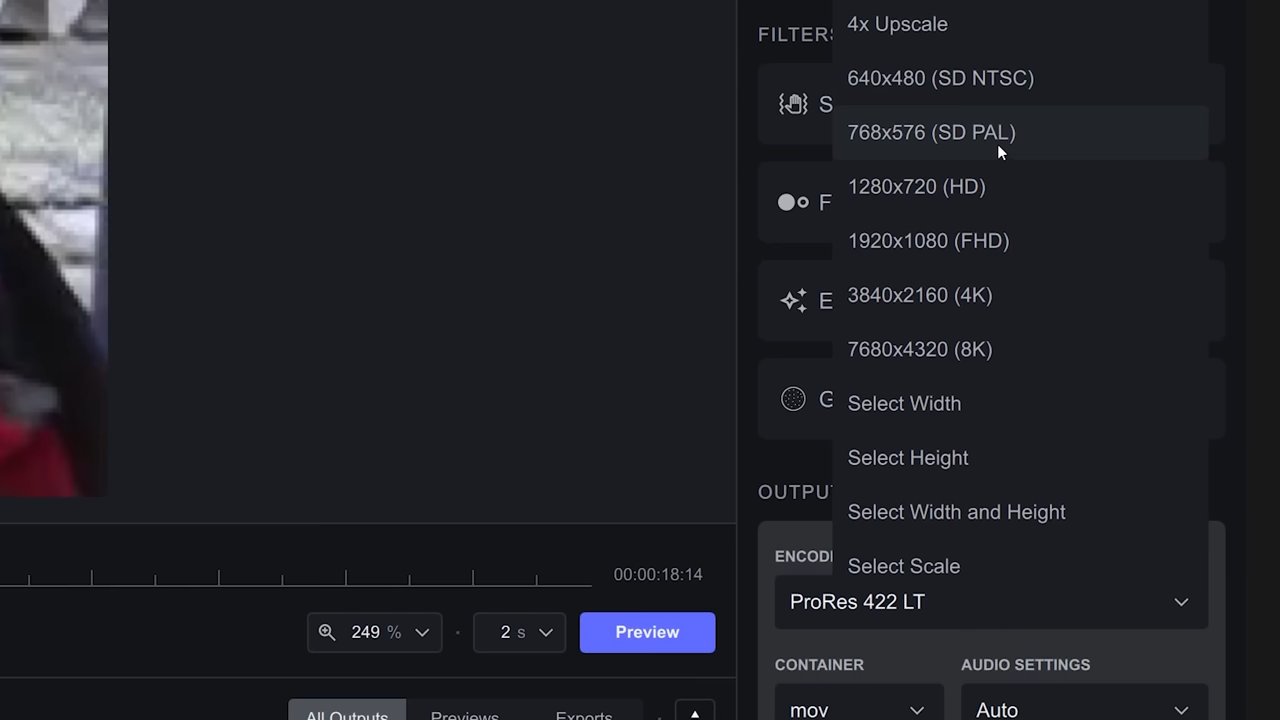 4x Upscale
FILTERS
640x480 (SD NTSC)
S
768x576 (SD PAL)
1280x720 (HD)
F
1920x1080 (FHD)
3840x2160 (4K)
E
7680x4320 (8K)
Select Width
G
Select Height
OUTPU
Select Width and Height
ENCOD
Select Scale
00:00:18:14
ProRes 422 LT
249 %
2 s
Preview
CONTAINER
AUDIO SETTINGS
mov
Auto
All Outputs
Previews
Exports